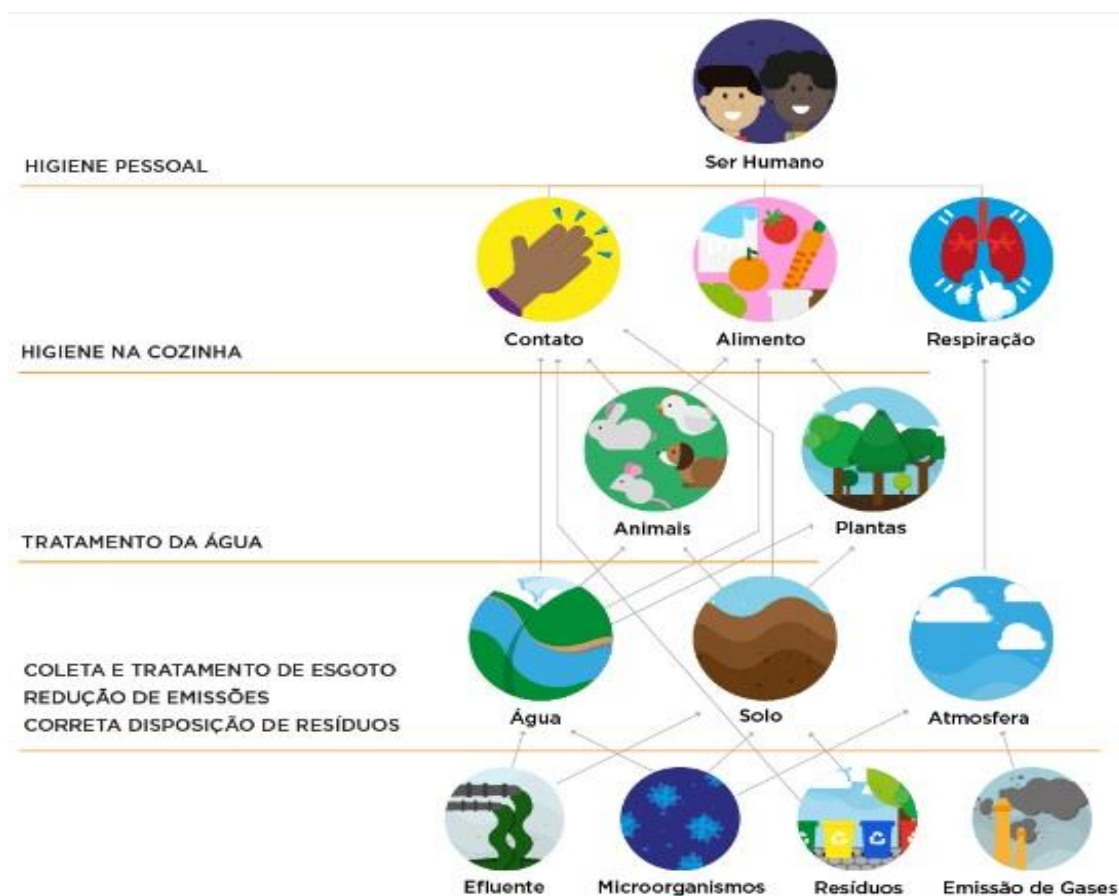 Ser Humano
HIGIENE PESSOAL
Contato
Alimento
Respiração
HIGIENE NA COZINHA
Animais
Plantas
TRATAMENTO DA ÁGUA
COLETA E TRATAMENTO DE ESGOTO
REDUÇÃO DE EMISSÕES
CORRETA DISPOSIÇÃO DE RESÍDUOS
Água
Solo
Atmosfera
Efluente
Microorganismos
Resíduos
Emissão de Gases